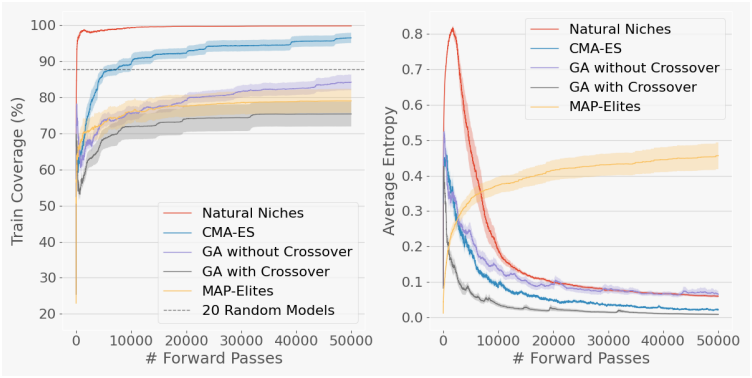 100
90
80
70
60
50
40
30
20
Train Coverage (%)
Natural Niches
CMA-ES
GA without Crossover
GA with Crossover
MAP-Elites
20 Random Models
0 10000 20000 30000 40000 50000
# Forward Passes
0.8
0.7
0.6
0.5
0.4
0.3
0.2
0.1
0.0
Average Entropy
Natural Niches
CMA-ES
GA without Crossover
GA with Crossover
MAP-Elites
0 10000 20000 30000 40000 50000
# Forward Passes